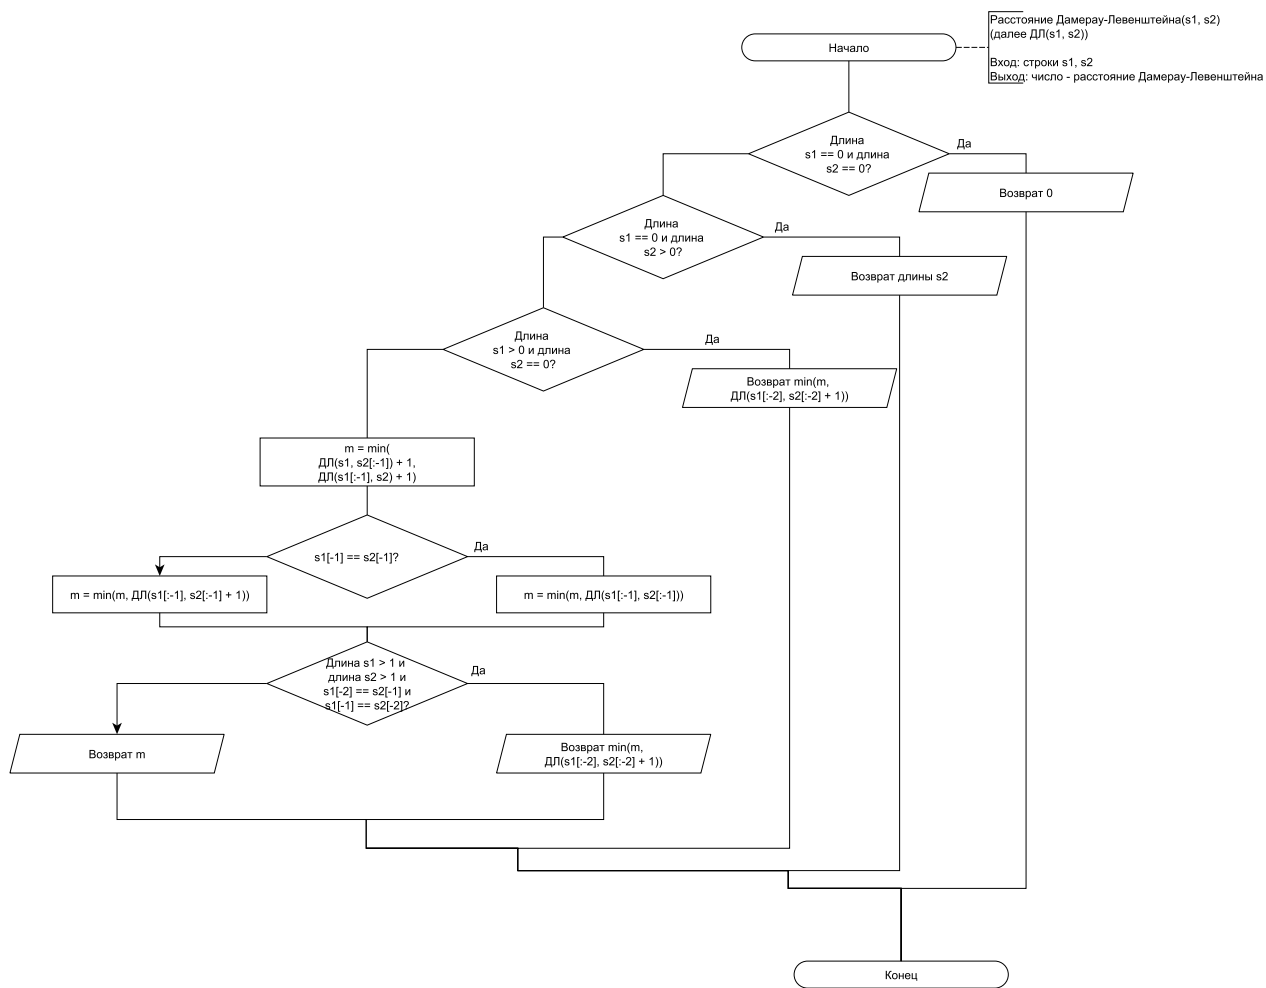 Расстояние Дамерау-Левенштейна(s1, s2)
(далее ДЛ(s1, s2))
Вход: строки s1, s2
Выход: число - расстояние Дамерау-Левенштейна
Начало
Длина
s1 == 0 и длина
s2 == 0?
Да
Возврат 0
Длина
s1 == 0 и длина
s2 > 0?
Да
Возврат длины s2
Длина
s1 > 0 и длина
s2 == 0?
Да
Возврат min(m,
ДЛ(s1[:-2], s2[:-2] + 1))
m = min(
ДЛ(s1, s2[:-1]) + 1,
ДЛ(s1[:-1], s2) + 1)
s1[-1] == s2[-1]?
Да
m = min(m, ДЛ(s1[:-1], s2[:-1] + 1))
m = min(m, ДЛ(s1[:-1], s2[:-1]))
Длина s1 > 1 и
длина s2 > 1 и
s1[-2] == s2[-1] и
s1[-1] == s2[-2]?
Да
Возврат m
Возврат min(m,
ДЛ(s1[:-2], s2[:-2] + 1))
Конец